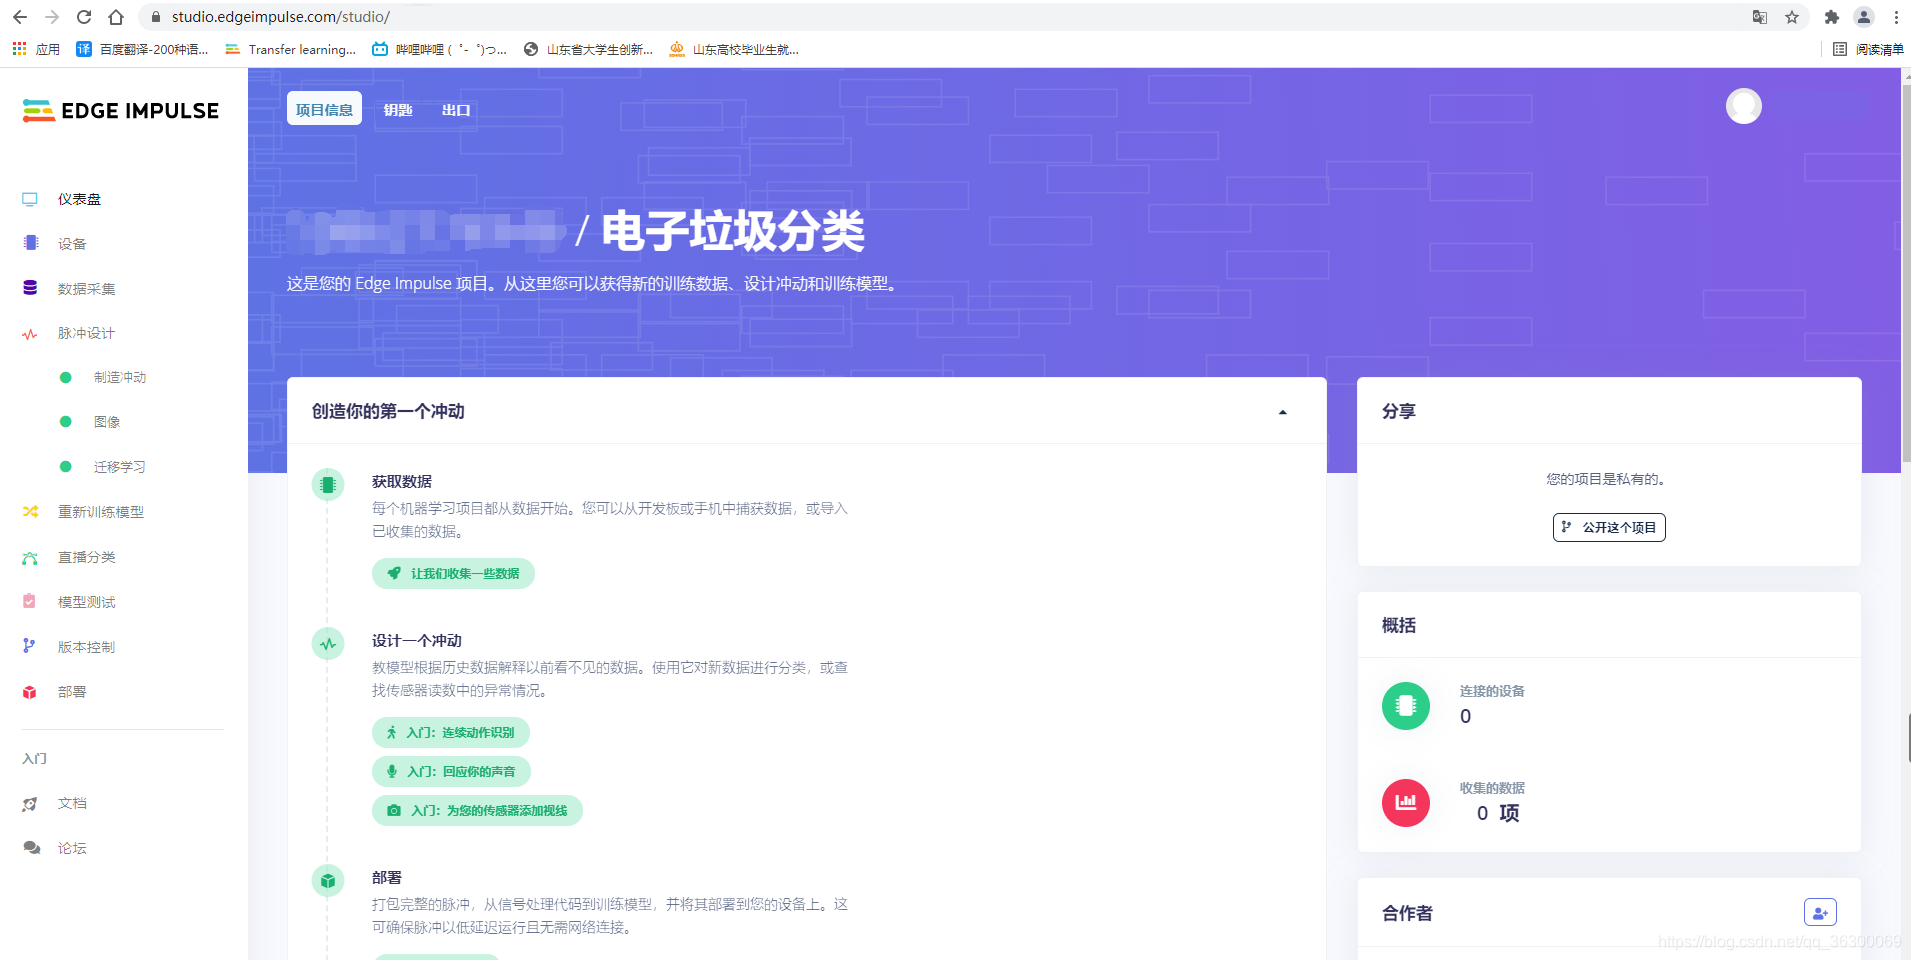 studio.edgeimpulse.com/studio/
应用
译 百度翻译-200种语...
Transfer learning...
哔哩哔哩 (゜-゜)つ...
山东省大学生创新...
山东高校毕业生就...
阅读清单
EDGE IMPULSE
仪表盘
设备
数据采集
脉冲设计
制造冲动
图像
迁移学习
重新训练模型
直播分类
模型测试
版本控制
部署
入门
文档
论坛
项目信息 钥匙 出口
/ 电子垃圾分类
这是您的 Edge Impulse 项目。从这里您可以获得新的训练数据、设计冲动和训练模型。
创造你的第一个冲动
获取数据
每个机器学习项目都从数据开始。您可以从开发板或手机中捕获数据，或导入
已收集的数据。
让我们收集一些数据
设计一个冲动
教模型根据历史数据解释以前看不见的数据。使用它对新数据进行分类，或查
找传感器读数中的异常情况。
入门：连续动作识别
入门：回应你的声音
入门：为您的传感器添加视线
部署
打包完整的脉冲，从信号处理代码到训练模型，并将其部署到您的设备上。这
可确保脉冲以低延迟运行且无需网络连接。
分享
您的项目是私有的。
公开这个项目
概括
连接的设备
0
收集的数据
0 项
合作者
https://blog.csdn.net/qq_36300069